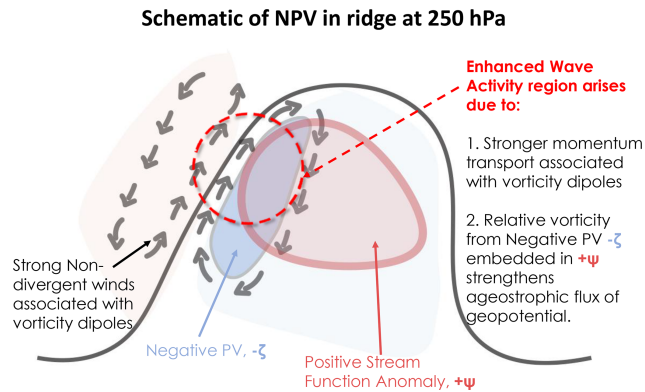 Schematic of NPV in ridge at 250 hPa
Enhanced Wave
Activity region arises
due to:
1. Stronger momentum
transport associated
with vorticity dipoles
2. Relative vorticity
from Negative PV -ζ
embedded in +ψ
strengthens
ageostrophic flux of
geopotential.
Strong Non-
divergent winds
associated with
vorticity dipoles
Negative PV, -ζ
Positive Stream
Function Anomaly, +ψ